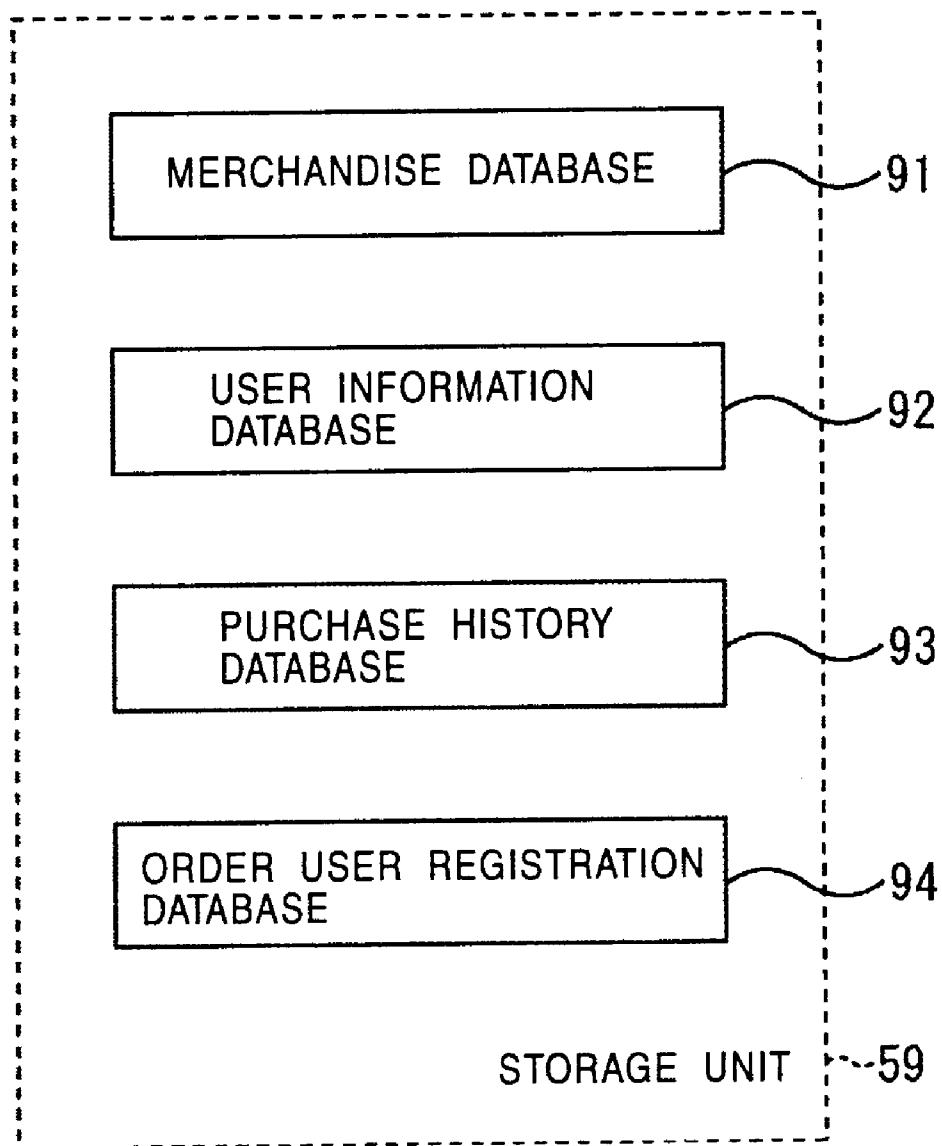 MERCHANDISE DATABASE
91
USER INFORMATION
DATABASE
92
PURCHASE HISTORY
DATABASE
93
ORDER USER REGISTRATION
DATABASE
94
STORAGE UNIT
59